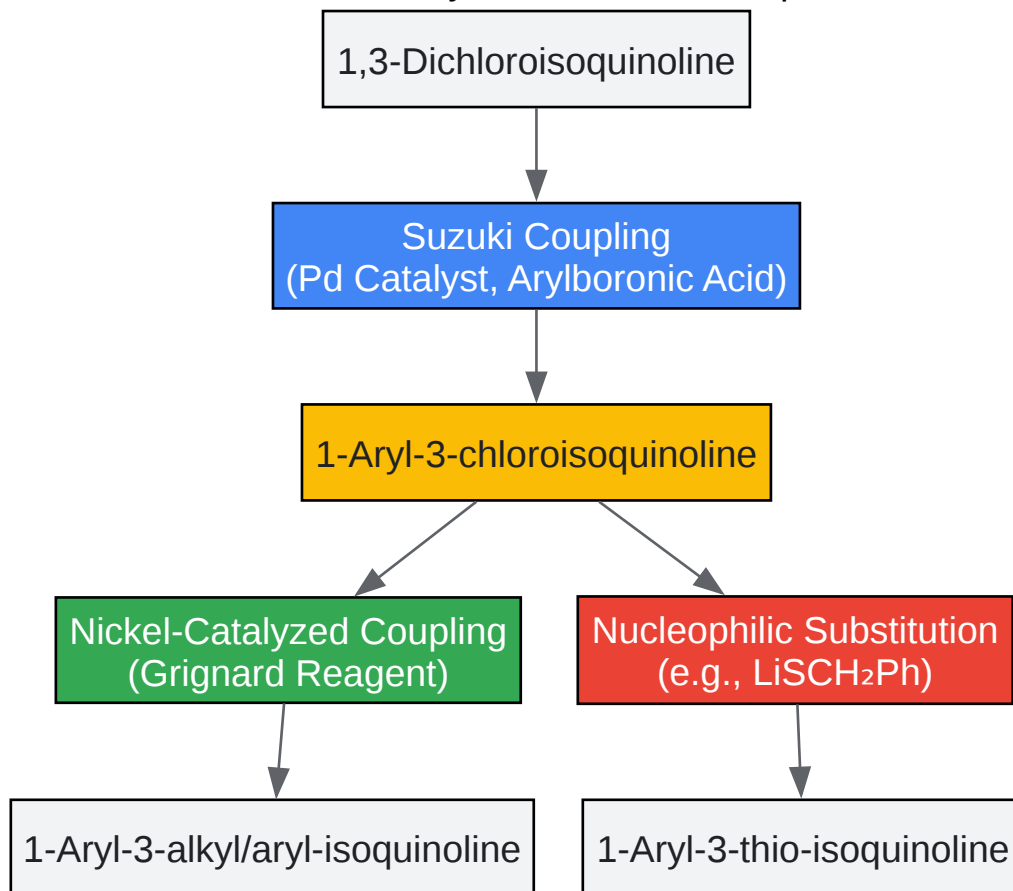 1,3-Dichloroisoquinoline
Suzuki Coupling
(Pd Catalyst, Arylboronic Acid)
1-Aryl-3-chloroisoquinoline
Nickel-Catalyzed Coupling
(Grignard Reagent)
Nucleophilic Substitution
(e.g., LiSCH₂Ph)
1-Aryl-3-alkyl/aryl-isoquinoline
1-Aryl-3-thio-isoquinoline